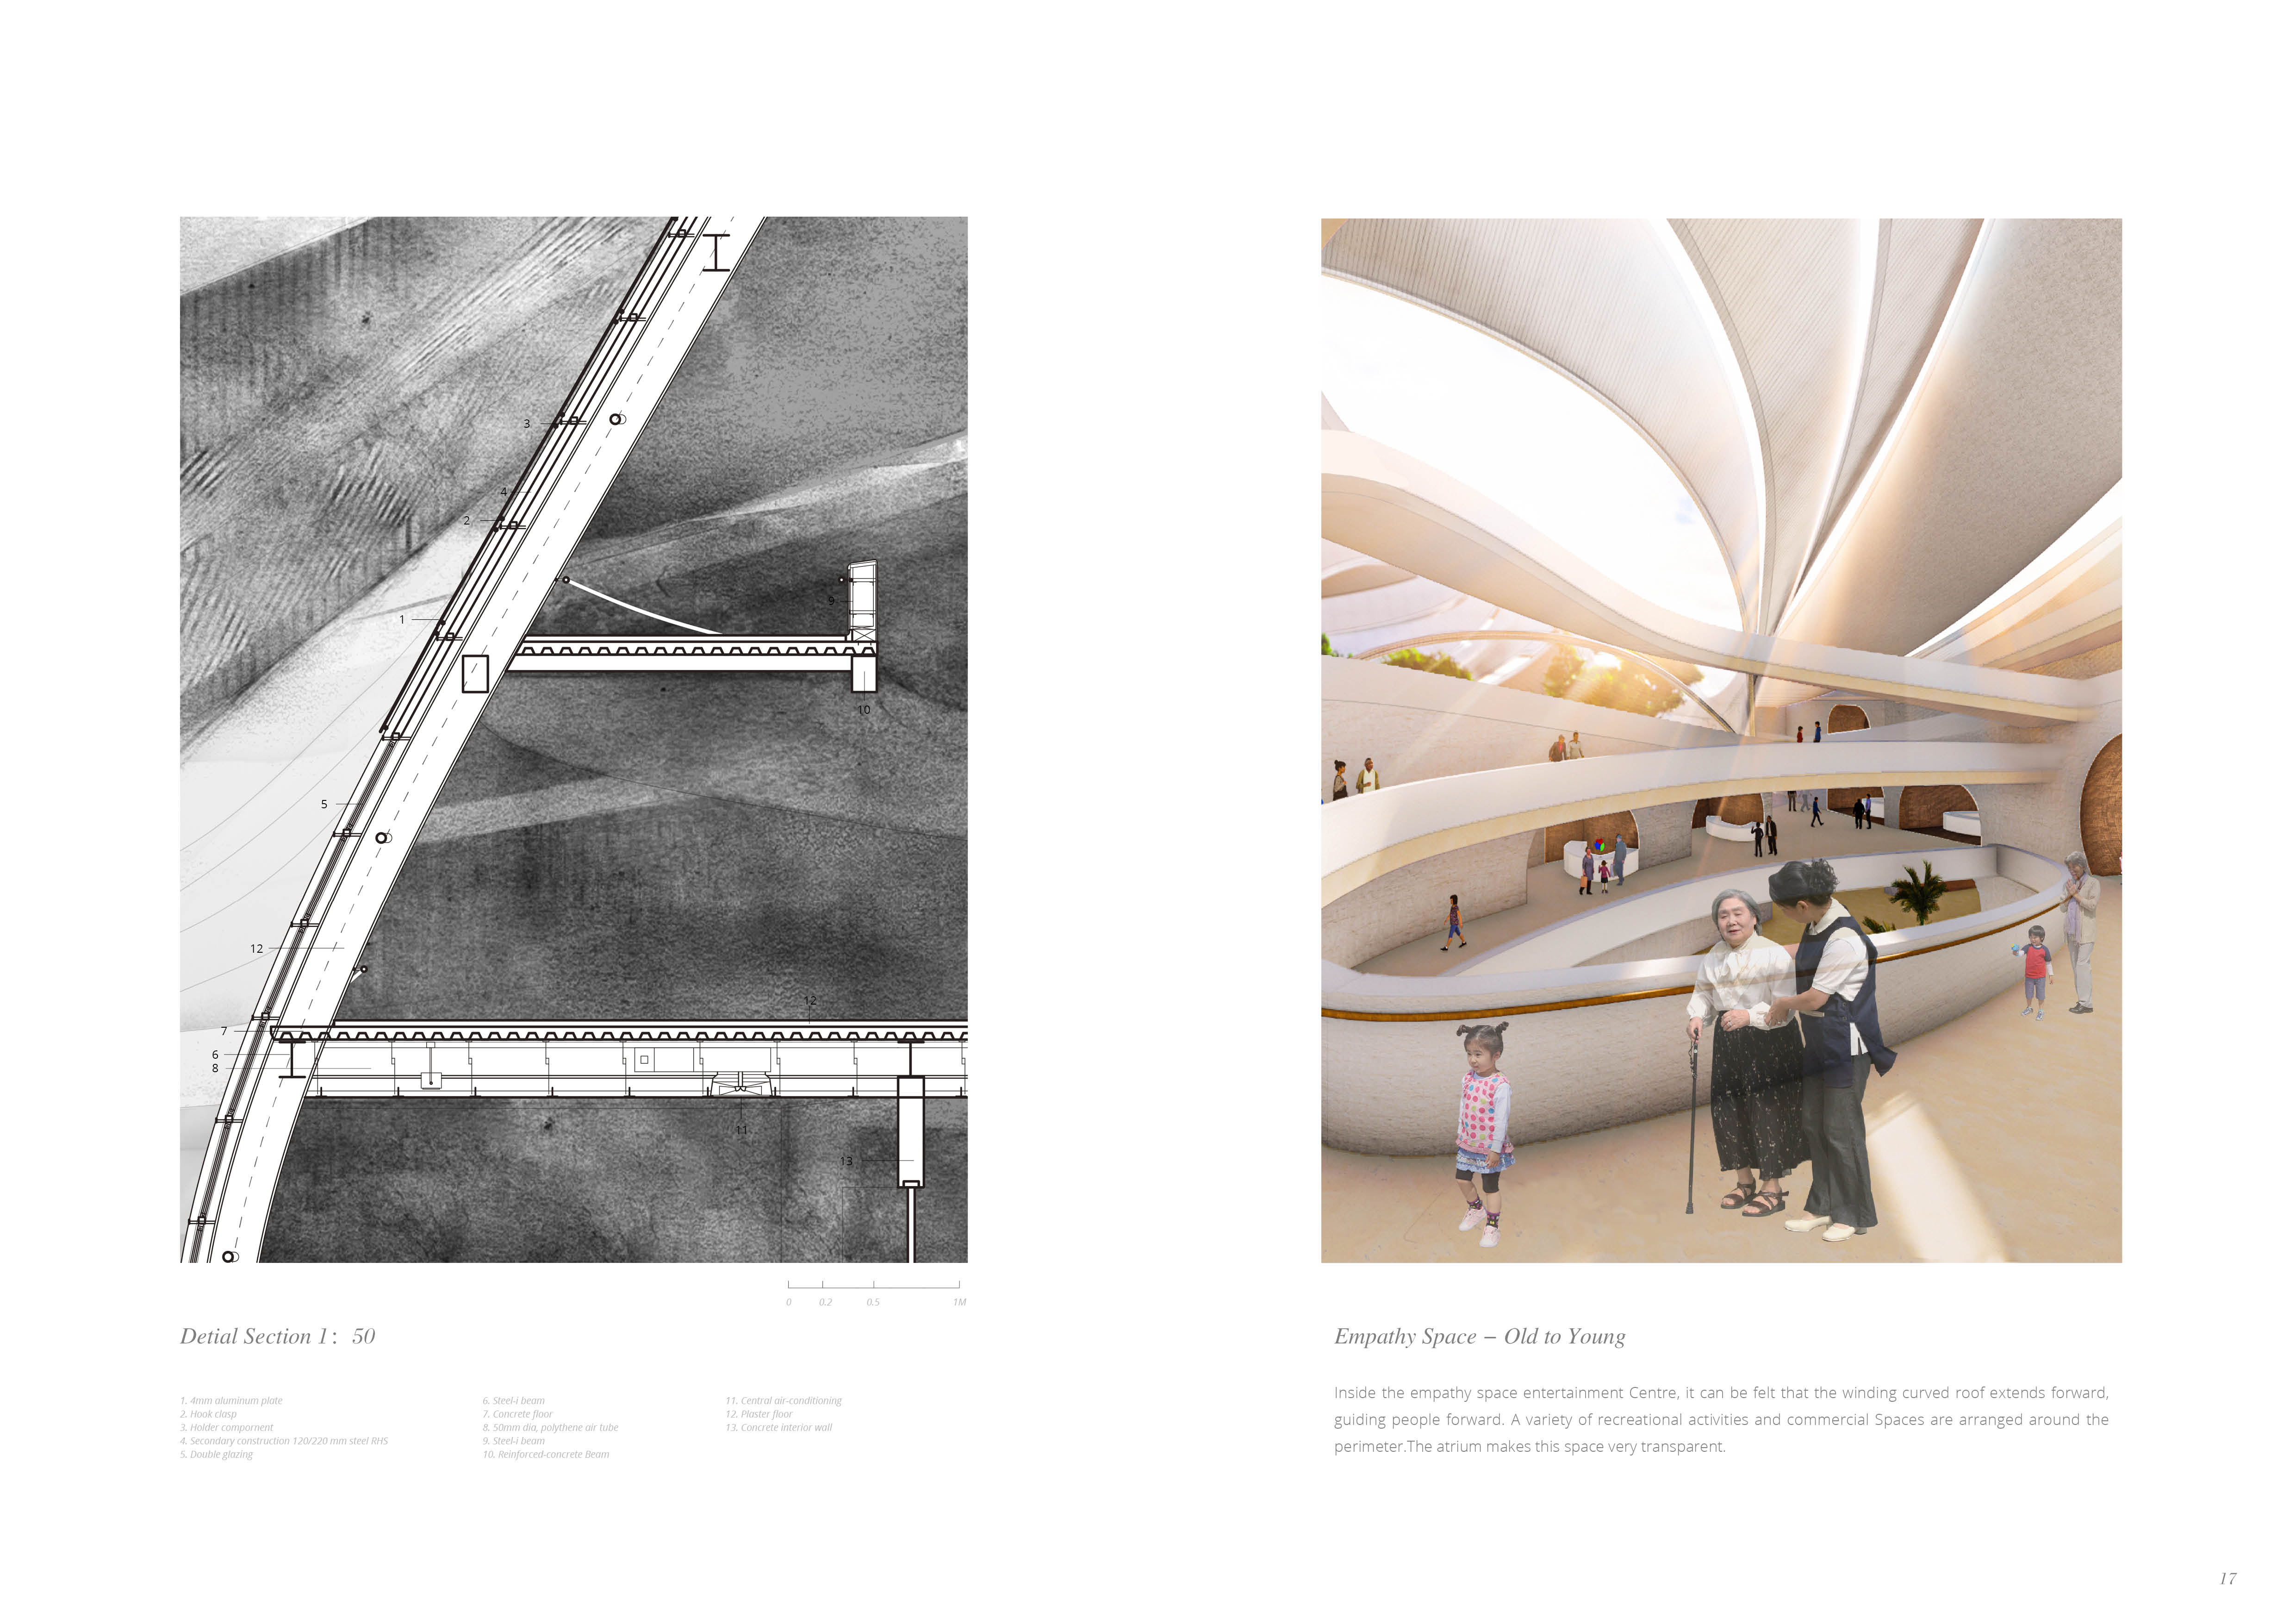 3
4
2
1
9
10
5
12
12
7
6
8
11
13
0 0.2 0.5 1M
Detial Section 1: 50
1. 4mm aluminum plate
2. Hook clasp
3. Holder compornent
4. Secondary construction 120/220 mm steel RHS
5. Double glazing
6. Steel-i beam
7. Concrete floor
8. 50mm dia, polythene air tube
9. Steel-i beam
10. Reinforced-concrete Beam
11. Central air-conditioning
12. Plaster floor
13. Concrete interior wall
Empathy Space – Old to Young
Inside the empathy space entertainment Centre, it can be felt that the winding curved roof extends forward,
guiding people forward. A variety of recreational activities and commercial Spaces are arranged around the
perimeter.The atrium makes this space very transparent.
17